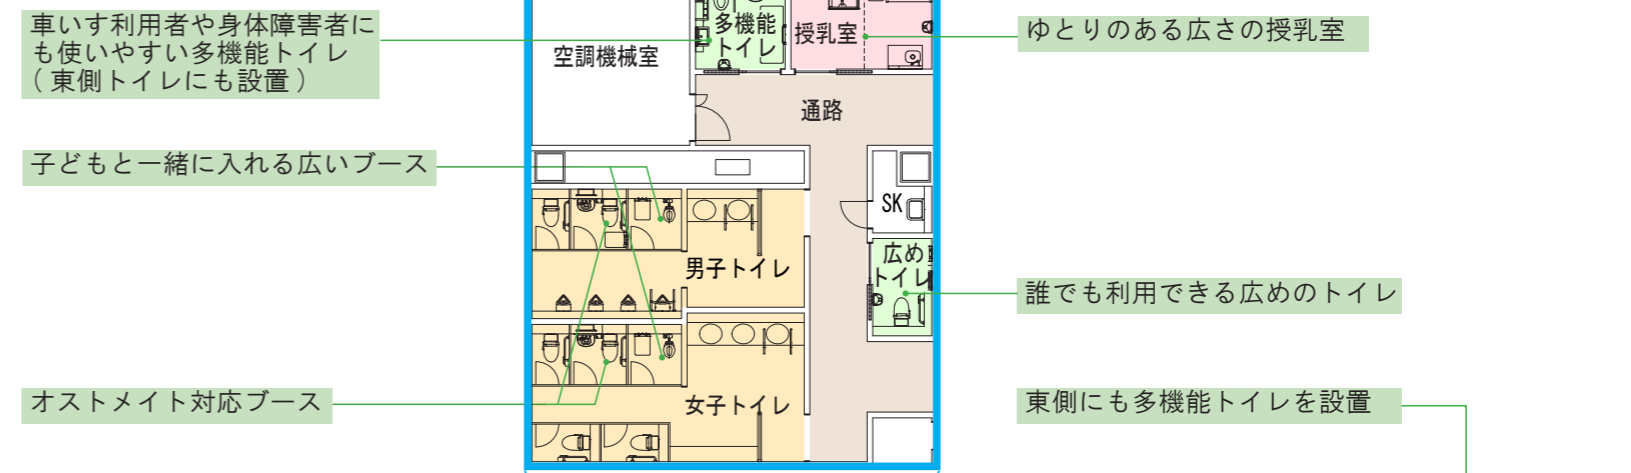 車いす利用者や身体障害者に
も使いやすい多機能トイレ
(東側トイレにも設置)
子どもと一緒に入れる広いブース
オストメイト対応ブース
空調機械室
多機能
トイレ
授乳室
通路
SK
広め
トイレ
男子トイレ
女子トイレ
ゆとりのある広さの授乳室
誰でも利用できる広めのトイレ
東側にも多機能トイレを設置